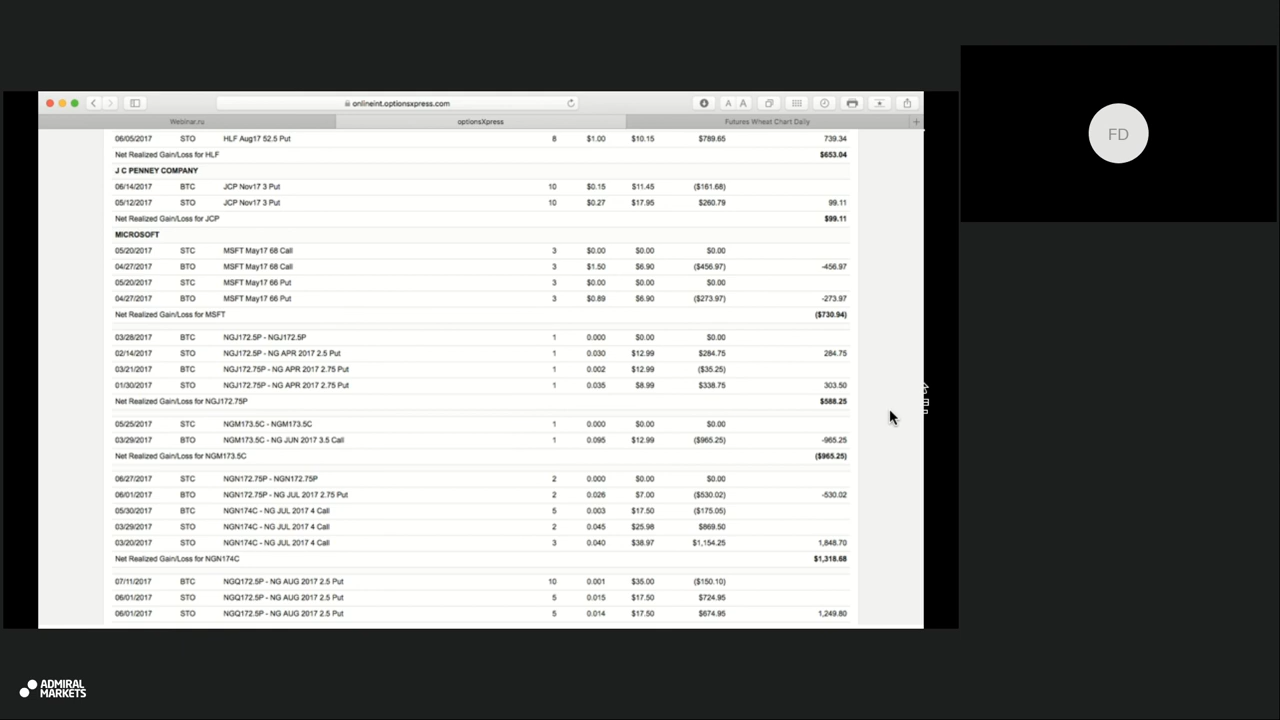 onlineint.optionsxpress.com
A A
Webinar.ru optionsXpress Futures Wheat Chart Daily +
06/05/2017 STO HLF Aug17 52.5 Put 8 $1.00 $10.15 $789.65 739.34
Net Realized Gain/Loss for HLF $653.04
J C PENNEY COMPANY
06/14/2017 BTC JCP Nov17 3 Put 10 $0.15 $11.45 ($161.68)
05/12/2017 STO JCP Nov17 3 Put 10 $0.27 $17.95 $260.79 99.11
Net Realized Gain/Loss for JCP $99.11
MICROSOFT
05/20/2017 STC MSFT May17 68 Call 3 $0.00 $0.00 $0.00
04/27/2017 BTO MSFT May17 68 Call 3 $1.50 $6.90 ($456.97) -456.97
05/20/2017 STC MSFT May17 66 Put 3 $0.00 $0.00 $0.00
04/27/2017 BTO MSFT May17 66 Put 3 $0.89 $6.90 ($273.97) -273.97
Net Realized Gain/Loss for MSFT ($730.94)
03/28/2017 BTC NGJ172.5P - NGJ172.5P 1 0.000 $0.00 $0.00
02/14/2017 STO NGJ172.5P - NG APR 2017 2.5 Put 1 0.030 $12.99 $284.75 284.75
03/21/2017 BTC NGJ172.75P - NG APR 2017 2.75 Put 1 0.002 $12.99 ($35.25)
01/30/2017 STO NGJ172.75P - NG APR 2017 2.75 Put 1 0.035 $8.99 $338.75 303.50
Net Realized Gain/Loss for NGJ172.75P $588.25
05/25/2017 STC NGM173.5C - NGM173.5C 1 0.000 $0.00 $0.00
03/29/2017 BTO NGM173.5C - NG JUN 2017 3.5 Call 1 0.095 $12.99 ($965.25) -965.25
Net Realized Gain/Loss for NGM173.5C ($965.25)
06/27/2017 STC NGN172.75P - NGN172.75P 2 0.000 $0.00 $0.00
06/01/2017 BTO NGN172.75P - NG JUL 2017 2.75 Put 2 0.026 $7.00 ($530.02) -530.02
05/30/2017 BTC NGN174C - NG JUL 2017 4 Call 5 0.003 $17.50 ($175.05)
03/29/2017 STO NGN174C - NG JUL 2017 4 Call 2 0.045 $25.98 $869.50
03/20/2017 STO NGN174C - NG JUL 2017 4 Call 3 0.040 $38.97 $1,154.25 1,848.70
Net Realized Gain/Loss for NGN174C $1,318.68
07/11/2017 BTC NGQ172.5P - NG AUG 2017 2.5 Put 10 0.001 $35.00 ($150.10)
06/01/2017 STO NGQ172.5P - NG AUG 2017 2.5 Put 5 0.015 $17.50 $724.95
06/01/2017 STO NGQ172.5P - NG AUG 2017 2.5 Put 5 0.014 $17.50 $674.95 1,249.80
FD
ADMIRAL
MARKETS